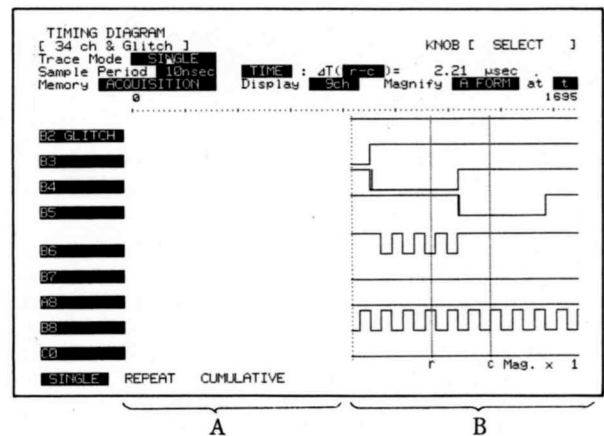 TIMING DIAGRAM
[ 34 ch & Glitch ] KNOB [ SELECT ]
Trace Mode SINGLE
Sample Period 10nsec TIME : ⊿T( r-c )= 2.21 μsec .
Memory ACQUISITION Display 9ch Magnify A FORM at t
0 1695
B2 GLITCH
B3
B4
B5
B6
B7
A8
B8
C0
r c Mag. x 1
SINGLE REPEAT CUMULATIVE
A B